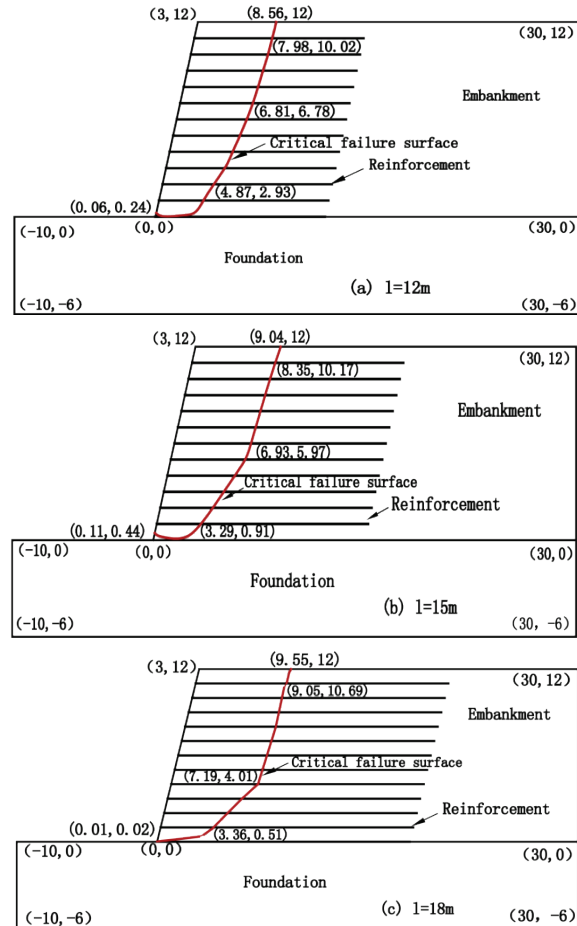 (3, 12)
(8.56, 12)
(30, 12)
(7.98, 10.02)
Embankment
(6.81, 6.78)
Critical failure surface
Reinforcement
(4.87, 2.93)
(0.06, 0.24)
(-10, 0)
(0, 0)
(30, 0)
Foundation
(a) l=12m
(-10, -6)
(30, -6)
(3, 12)
(9.04, 12)
(30, 12)
(8.35, 10.17)
Embankment
(6.93, 5.97)
Critical failure surface
Reinforcement
(0.11, 0.44)
(3.29, 0.91)
(-10, 0)
(0, 0)
(30, 0)
Foundation
(b) l=15m
(-10, -6)
(30, -6)
(3, 12)
(9.55, 12)
(30, 12)
(9.05, 10.69)
Embankment
Critical failure surface
(7.19, 4.01)
Reinforcement
(0.01, 0.02)
(3.36, 0.51)
(-10, 0)
(0, 0)
(30, 0)
Foundation
(c) l=18m
(-10, -6)
(30, -6)